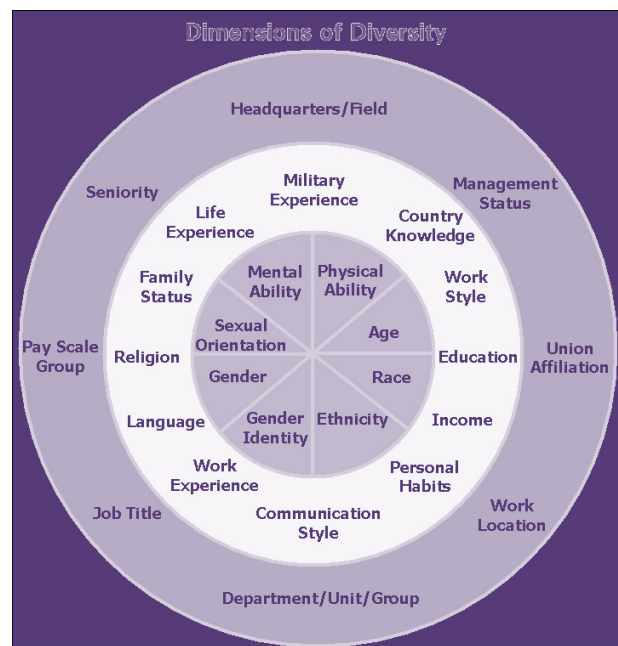 Dimensions of Diversity
Headquarters/Field
Seniority
Management
Status
Union
Affiliation
Work
Location
Department/Unit/Group
Job Title
Pay Scale
Group
Military
Experience
Country
Knowledge
Work
Style
Education
Income
Personal
Habits
Communication
Style
Work
Experience
Language
Religion
Family
Status
Life
Experience
Mental
Ability
Physical
Ability
Age
Race
Ethnicity
Gender
Identity
Gender
Sexual
Orientation